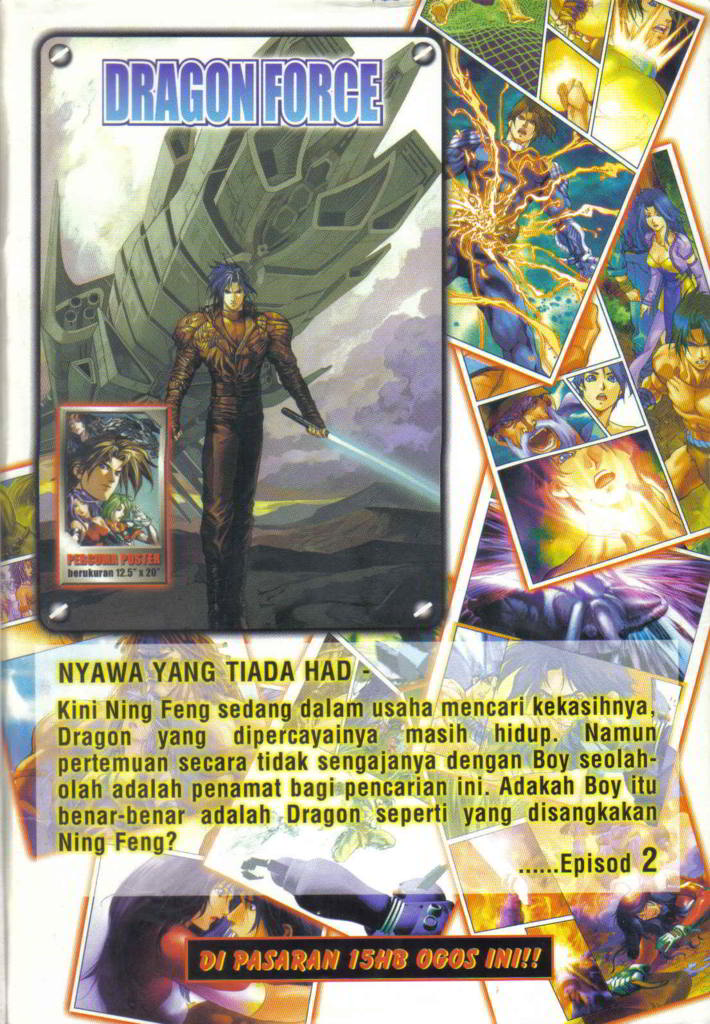 DRAGON FORCE
PERCUMA POSTER
berukuran 12.5" x 20"
NYAWA YANG TIADA HAD -
Kini Ning Feng sedang dalam usaha mencari kekasihnya,
Dragon yang dipercayainya masih hidup. Namun
pertemuan secara tidak sengajanya dengan Boy seolah-
olah adalah penamat bagi pencarian ini. Adakah Boy itu
benar-benar adalah Dragon seperti yang disangkakan
Ning Feng?
......Episod 2
DI PASARAN 15HB OGOS INI!!